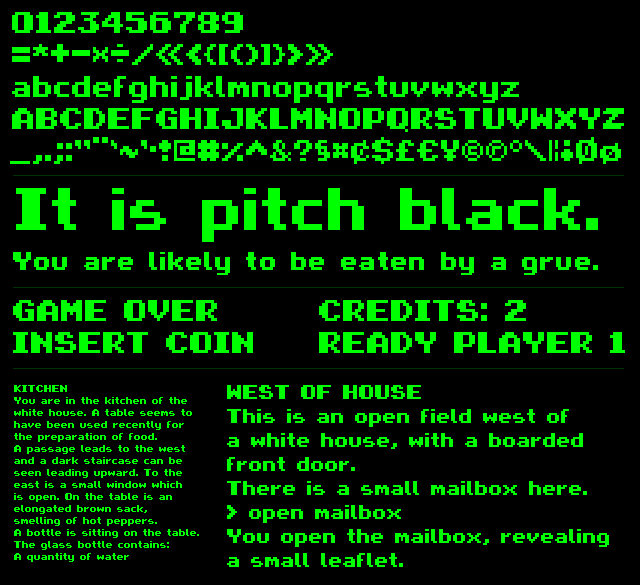 0123456789
=*+-×÷/«‹{[()]}›»
abcdefghijklmnopqrstuvwxyz
ABCDEFGHIJKLMNOPQRSTUVWXYZ
_,.;:"¨'~`·!@#%^&?§¤¢$£€¥®©°\|¦Øø
It is pitch black.
You are likely to be eaten by a grue.
GAME OVER
INSERT COIN
CREDITS: 2
READY PLAYER 1
KITCHEN
You are in the kitchen of the
white house. A table seems to
have been used recently for
the preparation of food.
A passage leads to the west
and a dark staircase can be
seen leading upward. To the
east is a small window which
is open. On the table is an
elongated brown sack,
smelling of hot peppers.
A bottle is sitting on the table.
The glass bottle contains:
A quantity of water
WEST OF HOUSE
This is an open field west of
a white house, with a boarded
front door.
There is a small mailbox here.
> open mailbox
You open the mailbox, revealing
a small leaflet.